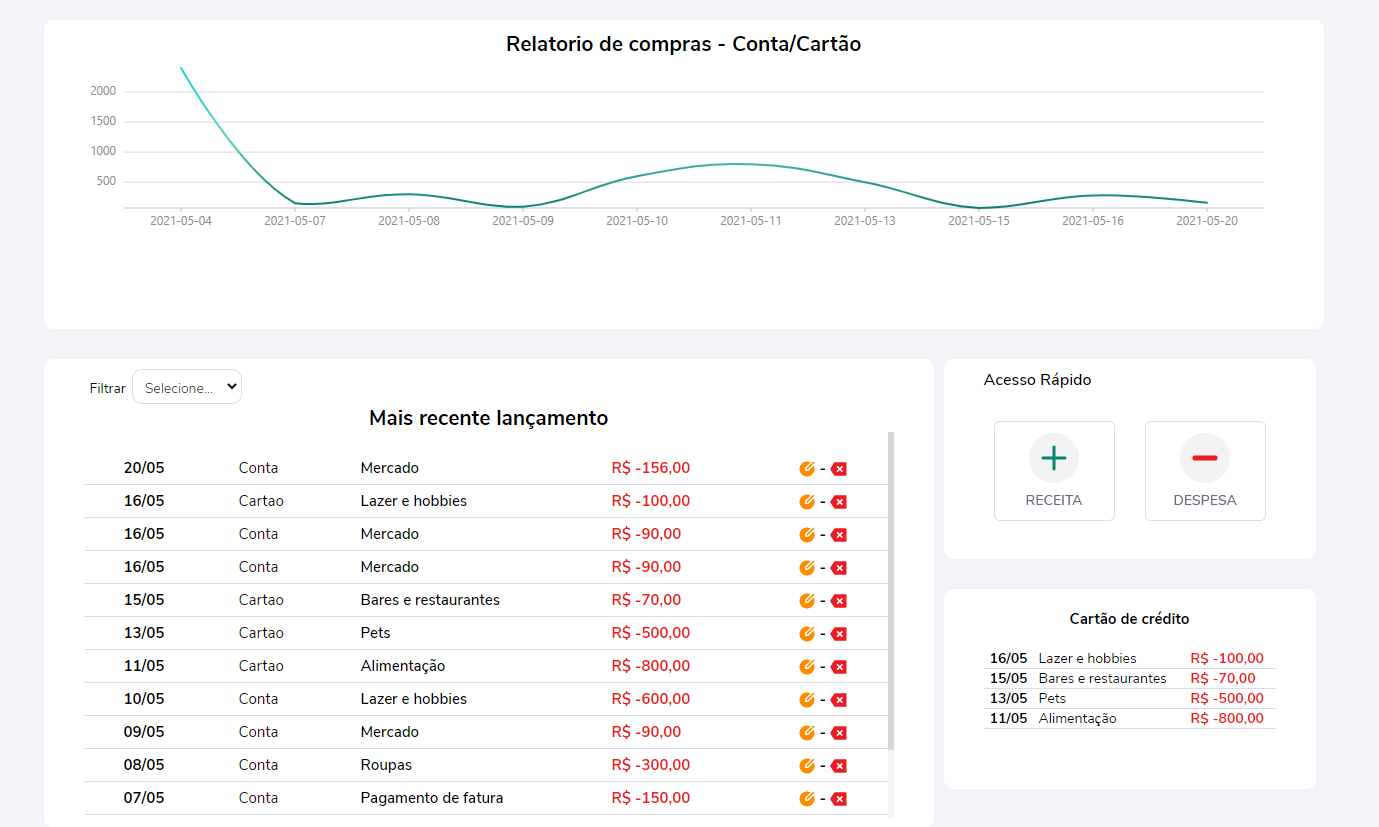 Relatorio de compras - Conta/Cartão
2000
1500
1000
500
2021-05-04 2021-05-07 2021-05-08 2021-05-09 2021-05-10 2021-05-11 2021-05-13 2021-05-15 2021-05-16 2021-05-20
Filtrar Selecione...
Mais recente lançamento
20/05 Conta Mercado R$ -156,00 -
16/05 Cartao Lazer e hobbies R$ -100,00 -
16/05 Conta Mercado R$ -90,00 -
16/05 Conta Mercado R$ -90,00 -
15/05 Cartao Bares e restaurantes R$ -70,00 -
13/05 Cartao Pets R$ -500,00 -
11/05 Cartao Alimentação R$ -800,00 -
10/05 Conta Lazer e hobbies R$ -600,00 -
09/05 Conta Mercado R$ -90,00 -
08/05 Conta Roupas R$ -300,00 -
07/05 Conta Pagamento de fatura R$ -150,00 -
Acesso Rápido
RECEITA DESPESA
Cartão de crédito
16/05 Lazer e hobbies R$ -100,00
15/05 Bares e restaurantes R$ -70,00
13/05 Pets R$ -500,00
11/05 Alimentação R$ -800,00